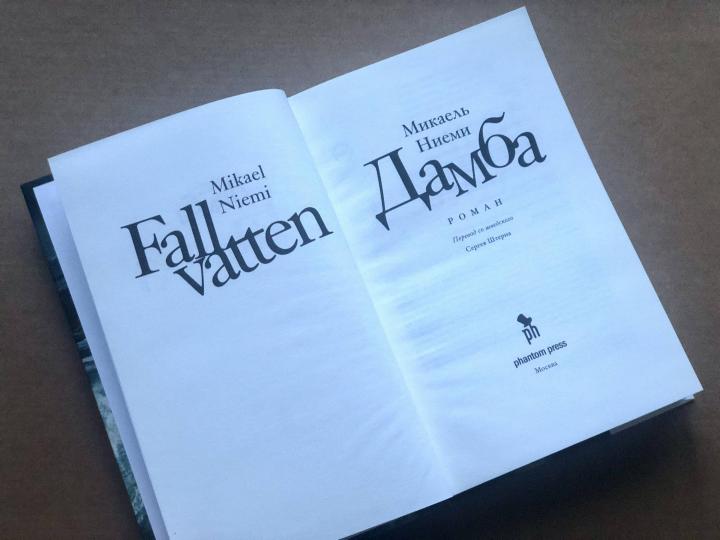 Mikael
Niemi
Fall
vatten
Микаель
Ниеми
Дамба
РОМАН
Перевод со шведского
Сергея Штерна
ph
phantom press
Москва